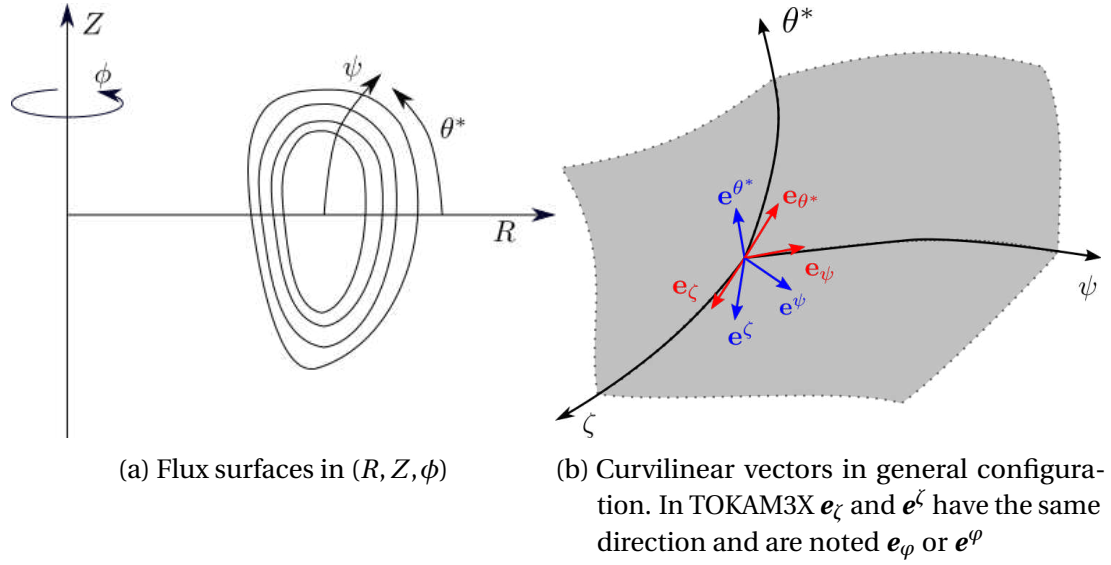 Z
ϕ
ψ
θ*
R
(a) Flux surfaces in (R, Z, ϕ)
θ*
e^θ*
e_θ*
e_ψ
e_ζ
e^ψ
e^ζ
ψ
ζ
(b) Curvilinear vectors in general configura-
tion. In TOKAM3X e_ζ and e^ζ have the same
direction and are noted e_φ or e^φ